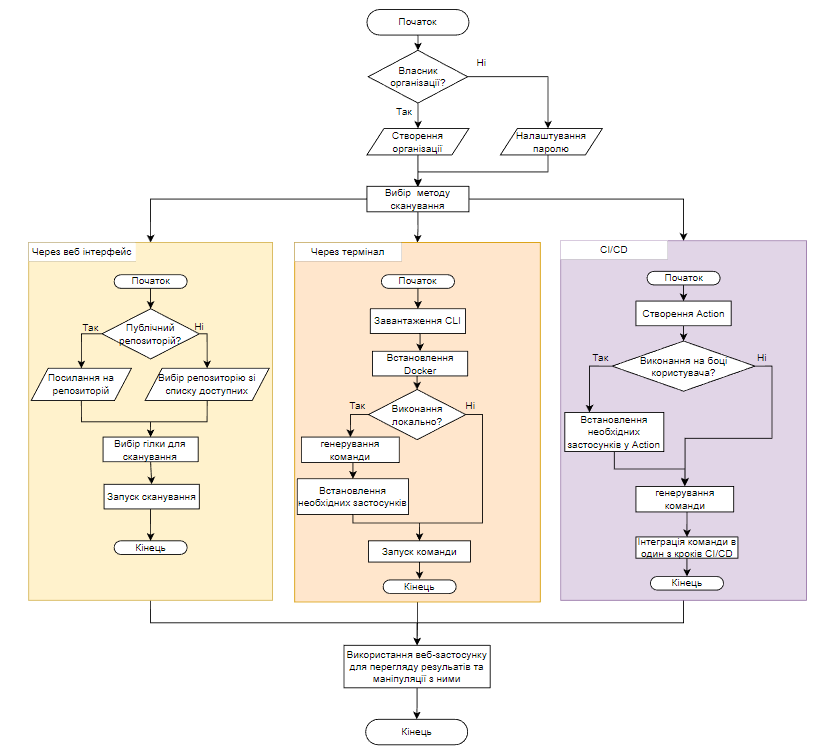 Початок
Власник
організації?
Ні
Так
Створення
організації
Налаштування
паролю
Вибір методу
сканування
Через веб інтерфейс
Початок
Публічний
репозиторій?
Так
Ні
Посилання на
репозиторій
Вибір репозиторію зі
списку доступних
Вибір гілки для
сканування
Запуск сканування
Кінець
Через термінал
Початок
Завантаження CLI
Встановлення
Docker
Виконання
локально?
Так
Ні
генерування
команди
Встановлення
необхідних застосунків
Запуск команди
Кінець
CI/CD
Початок
Створення Action
Виконання на боці
користувача?
Так
Ні
Встановлення
необхідних
застосунків у Action
генерування
команди
Інтеграція команди в
один з кроків CI/CD
Кінець
Використання веб-застосунку
для перегляду резульатів та
маніпуляції з ними
Кінець